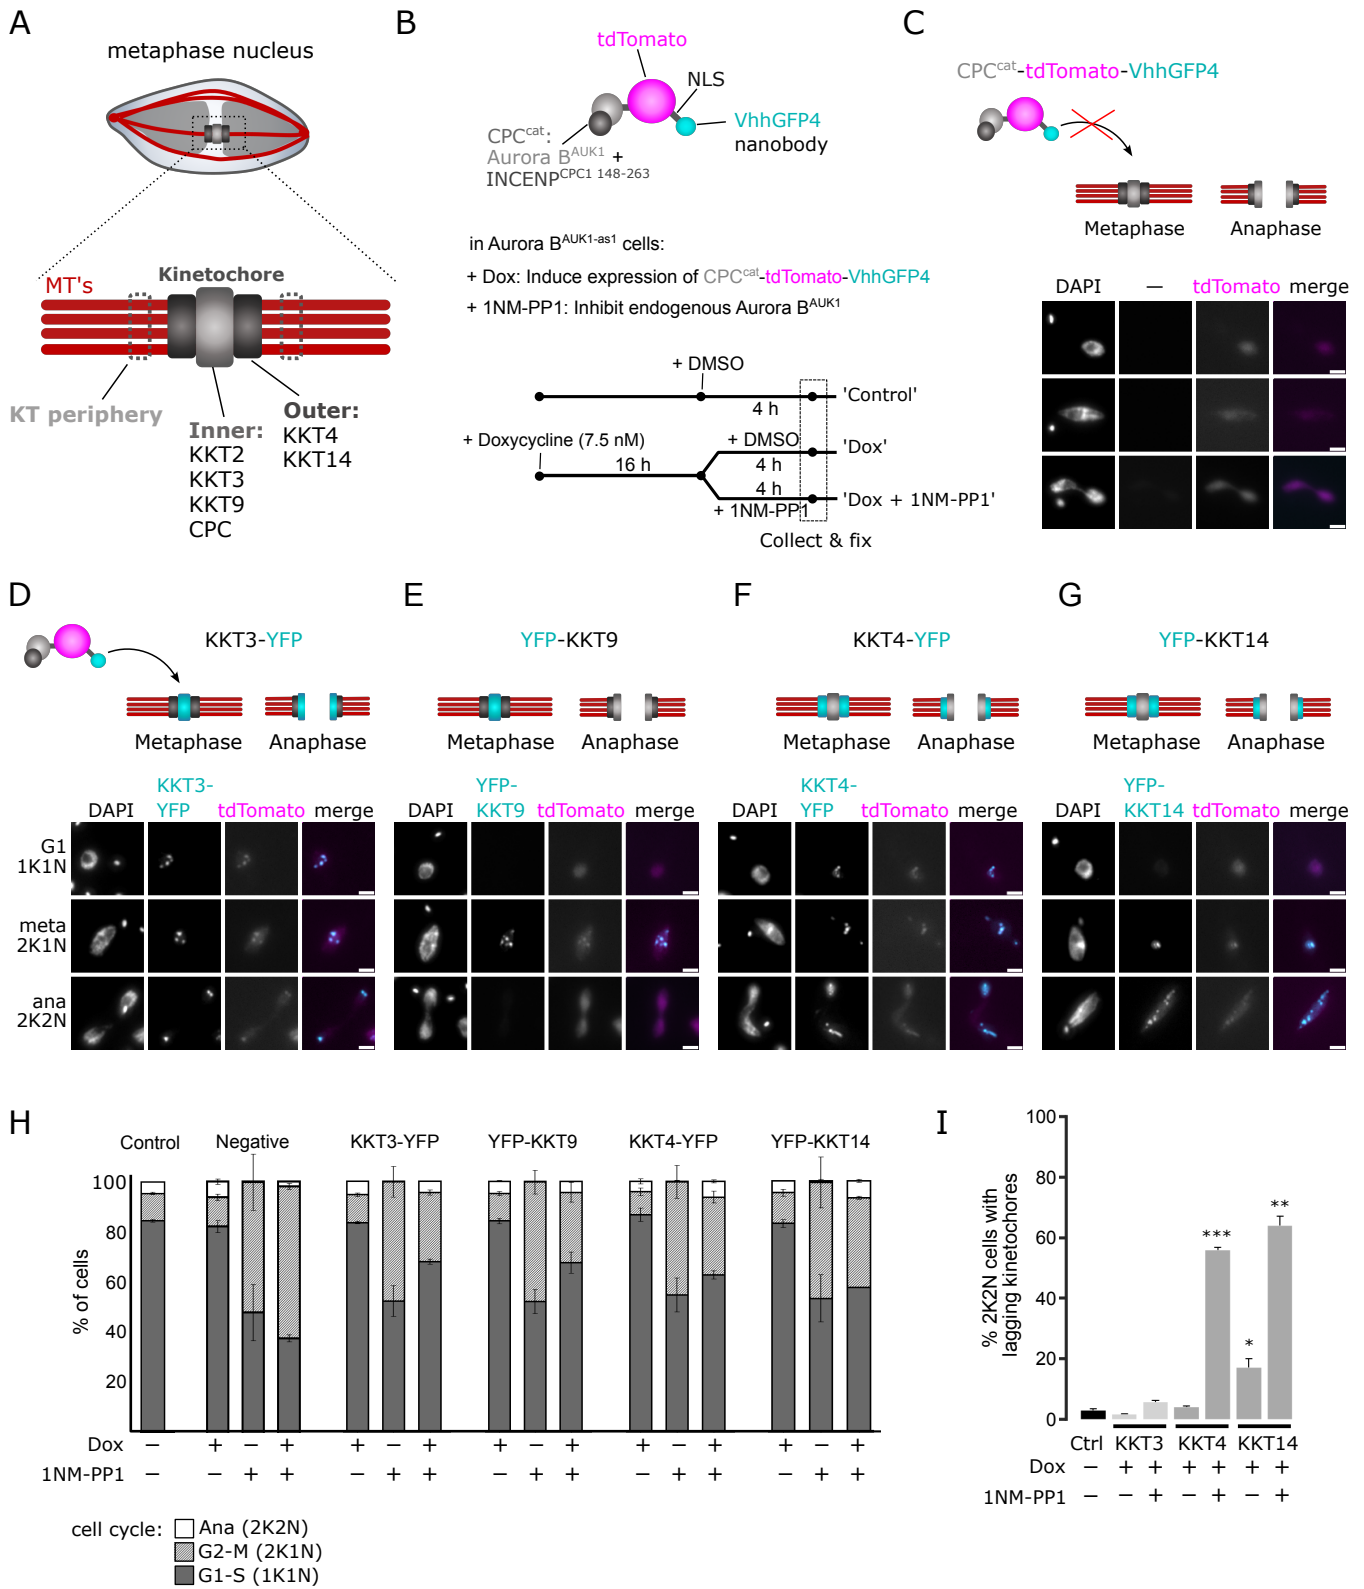 A
metaphase nucleus
MT's
Kinetochore
KT periphery
Inner:
KKT2
KKT3
KKT9
CPC
Outer:
KKT4
KKT14
B
tdTomato
NLS
VhhGFP4
nanobody
CPCcat:
Aurora BAUK1 +
INCENPCPC1 148-263
in Aurora BAUK1-as1 cells:
+ Dox: Induce expression of CPCcat-tdTomato-VhhGFP4
+ 1NM-PP1: Inhibit endogenous Aurora BAUK1
+ DMSO
4 h
'Control'
+ Doxycycline (7.5 nM)
16 h
+ DMSO
4 h
'Dox'
4 h
+ 1NM-PP1
'Dox + 1NM-PP1'
Collect & fix
C
CPCcat-tdTomato-VhhGFP4
Metaphase Anaphase
DAPI — tdTomato merge
D
KKT3-YFP
Metaphase Anaphase
DAPI KKT3-YFP tdTomato merge
G1
1K1N
meta
2K1N
ana
2K2N
E
YFP-KKT9
Metaphase Anaphase
DAPI YFP-KKT9 tdTomato merge
F
KKT4-YFP
Metaphase Anaphase
DAPI KKT4-YFP tdTomato merge
G
YFP-KKT14
Metaphase Anaphase
DAPI YFP-KKT14 tdTomato merge
H
Control Negative KKT3-YFP YFP-KKT9 KKT4-YFP YFP-KKT14
% of cells
100
80
60
40
20
Dox − + − + + − + + − + + − + + − +
1NM-PP1 − − + + − + + − + + − + + − + +
cell cycle:
Ana (2K2N)
G2-M (2K1N)
G1-S (1K1N)
I
% 2K2N cells with
lagging kinetochores
100
80
60
40
20
0
***
*
**
Ctrl KKT3 KKT4 KKT14
Dox − + + + + + +
1NM-PP1 − − + − + − +